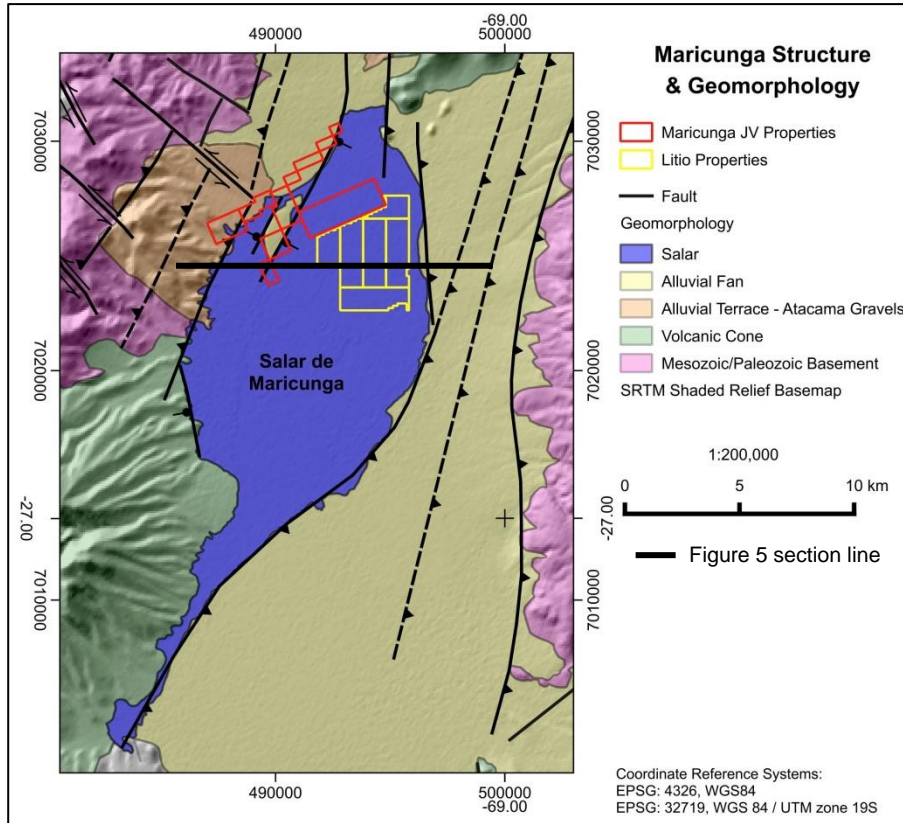 -69.00
490000
500000
7030000
7020000
-27.00
7010000
Salar de
Maricunga
7030000
7020000
-27.00
7010000
490000
500000
-69.00
Maricunga Structure
& Geomorphology
Maricunga JV Properties
Litio Properties
Fault
Geomorphology
Salar
Alluvial Fan
Alluvial Terrace - Atacama Gravels
Volcanic Cone
Mesozoic/Paleozoic Basement
SRTM Shaded Relief Basemap
1:200,000
0 5 10 km
Figure 5 section line
Coordinate Reference Systems:
EPSG: 4326, WGS84
EPSG: 32719, WGS 84 / UTM zone 19S